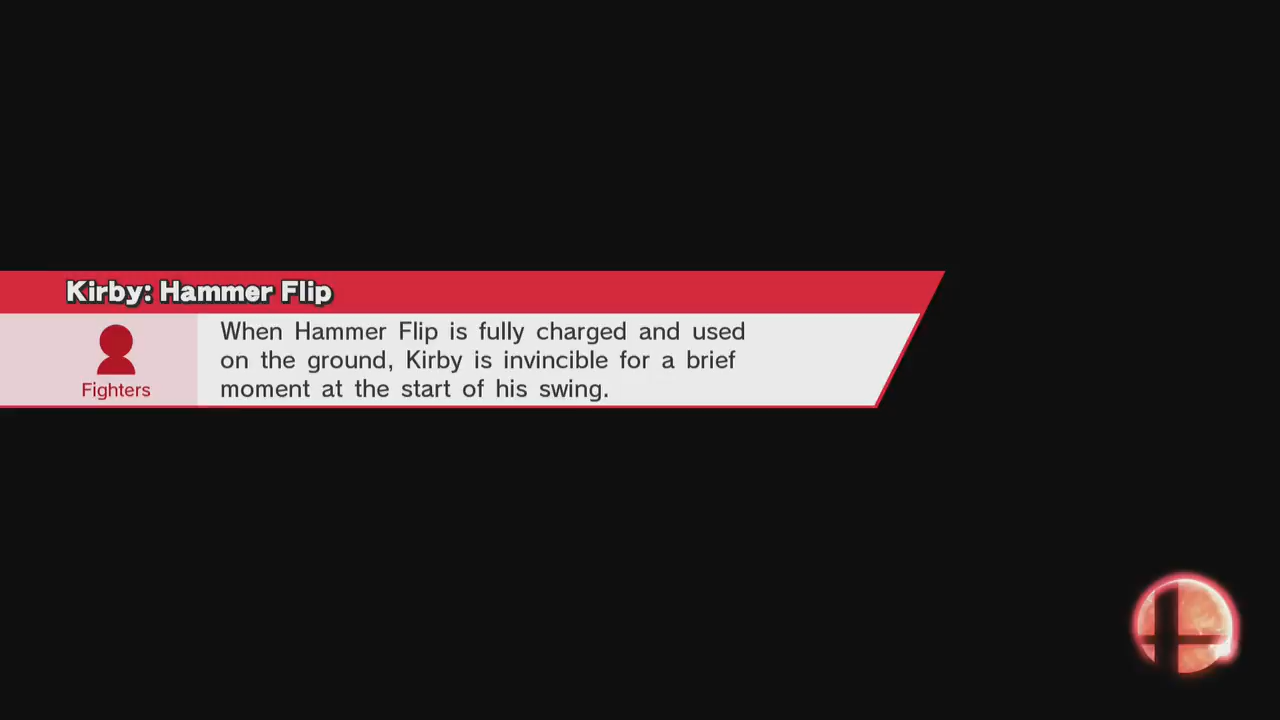 Kirby: Hammer Flip
Fighters
When Hammer Flip is fully charged and used
on the ground, Kirby is invincible for a brief
moment at the start of his swing.